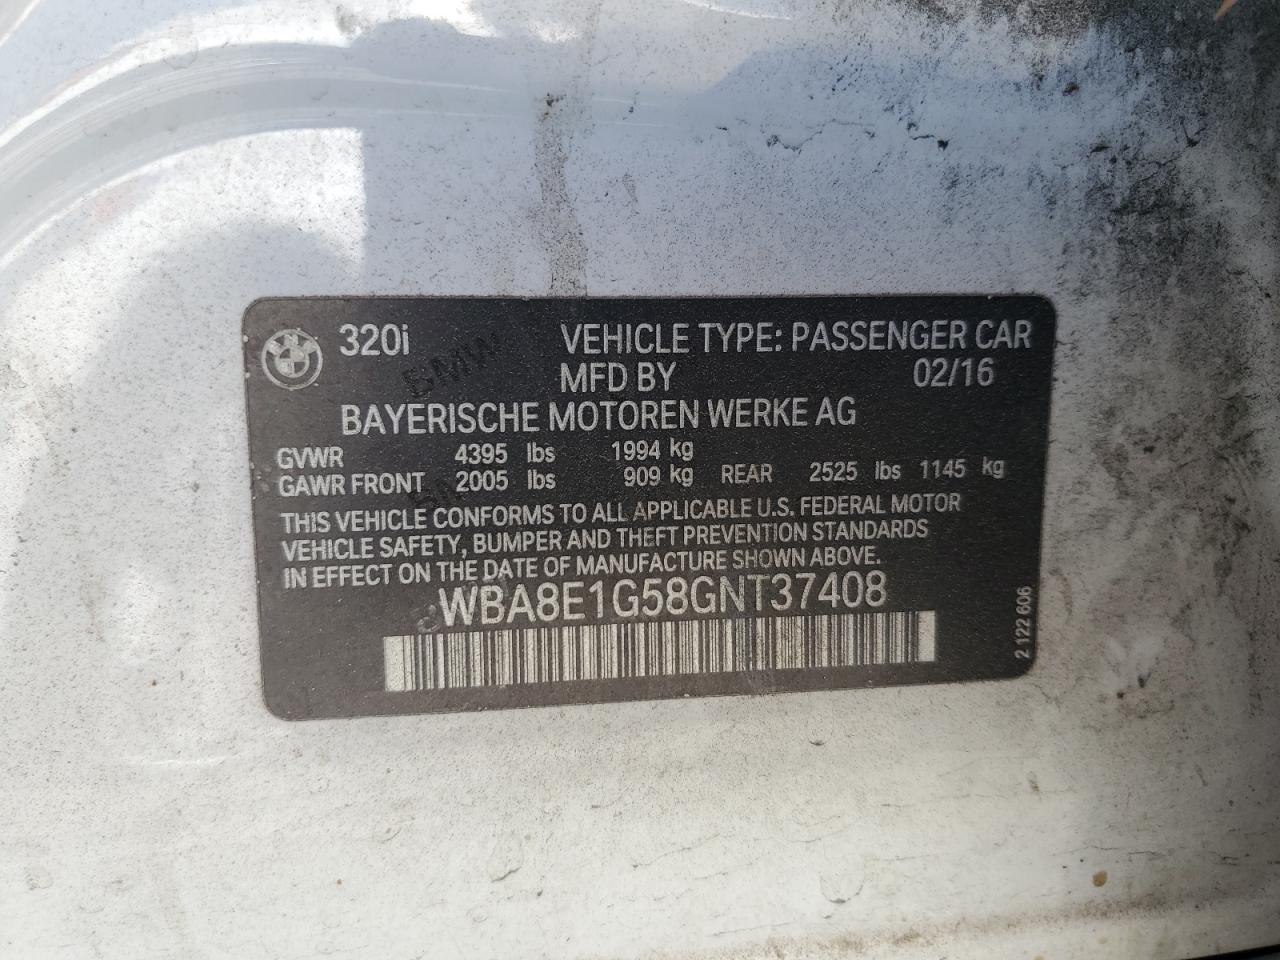 320i VEHICLE TYPE: PASSENGER CAR
MFD BY 02/16
BAYERISCHE MOTOREN WERKE AG
GVWR 4395 lbs 1994 kg
GAWR FRONT 2005 lbs 909 kg REAR 2525 lbs 1145 kg
THIS VEHICLE CONFORMS TO ALL APPLICABLE U.S. FEDERAL MOTOR
VEHICLE SAFETY, BUMPER AND THEFT PREVENTION STANDARDS
IN EFFECT ON THE DATE OF MANUFACTURE SHOWN ABOVE.
WBA8E1G58GNT37408
2 122 606
BMW